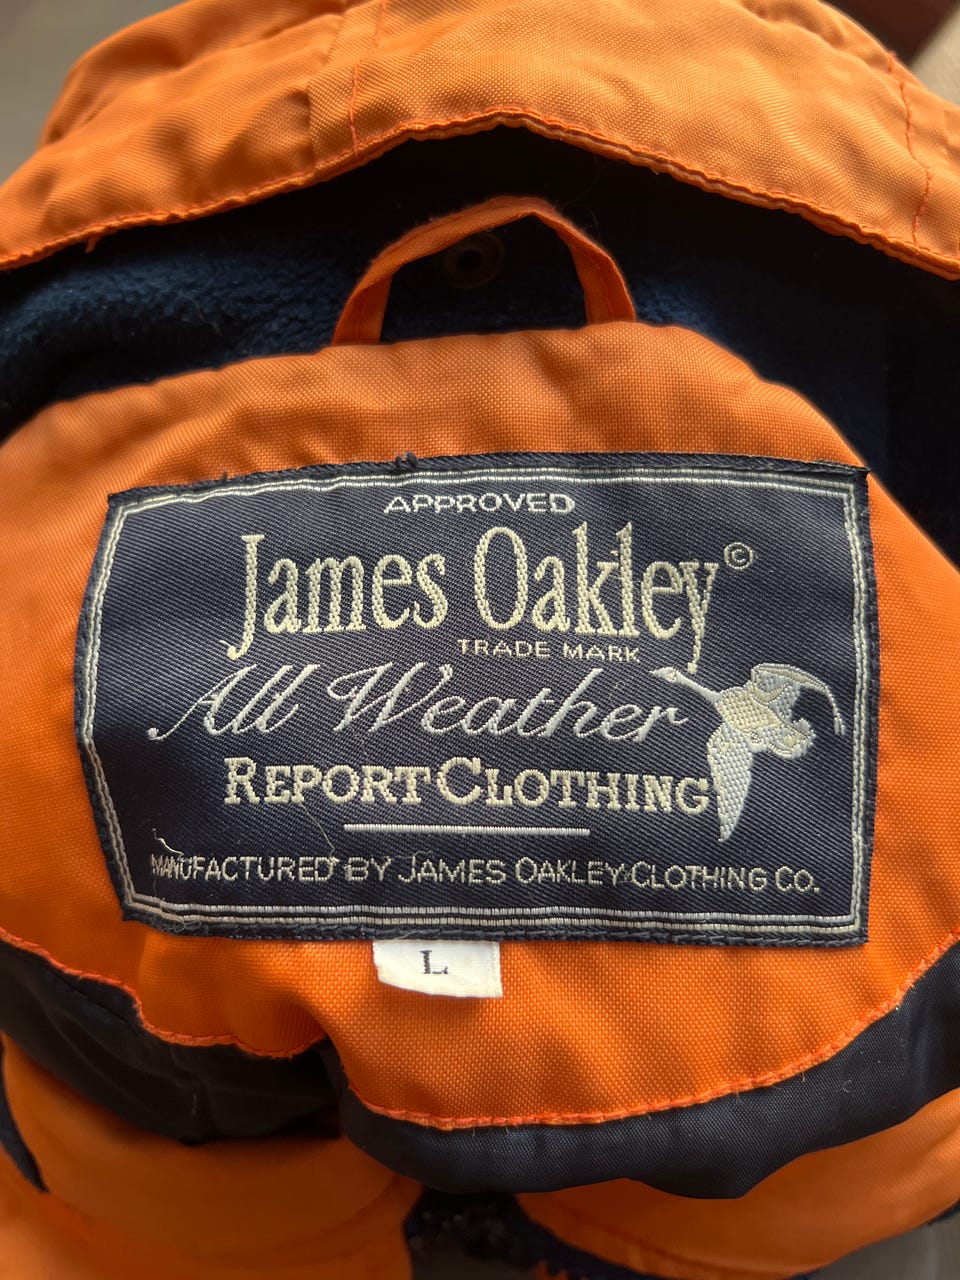 APPROVED
James Oakley©
TRADE MARK
All Weather
REPORT CLOTHING
MANUFACTURED BY JAMES OAKLEY CLOTHING CO.
L